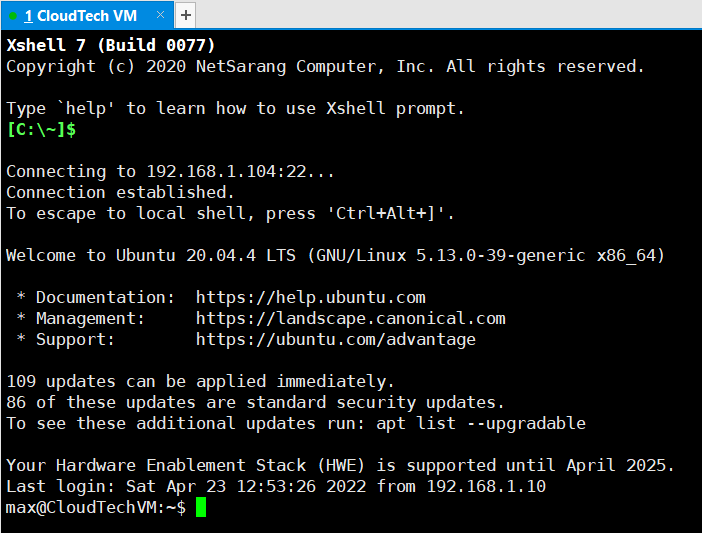 1 CloudTech VM
Xshell 7 (Build 0077)
Copyright (c) 2020 NetSarang Computer, Inc. All rights reserved.
Type `help' to learn how to use Xshell prompt.
[C:\~]$
Connecting to 192.168.1.104:22...
Connection established.
To escape to local shell, press 'Ctrl+Alt+]'.
Welcome to Ubuntu 20.04.4 LTS (GNU/Linux 5.13.0-39-generic x86_64)
* Documentation:  https://help.ubuntu.com
* Management:     https://landscape.canonical.com
* Support:        https://ubuntu.com/advantage
109 updates can be applied immediately.
86 of these updates are standard security updates.
To see these additional updates run: apt list --upgradable
Your Hardware Enablement Stack (HWE) is supported until April 2025.
Last login: Sat Apr 23 12:53:26 2022 from 192.168.1.10
max@CloudTechVM:~$